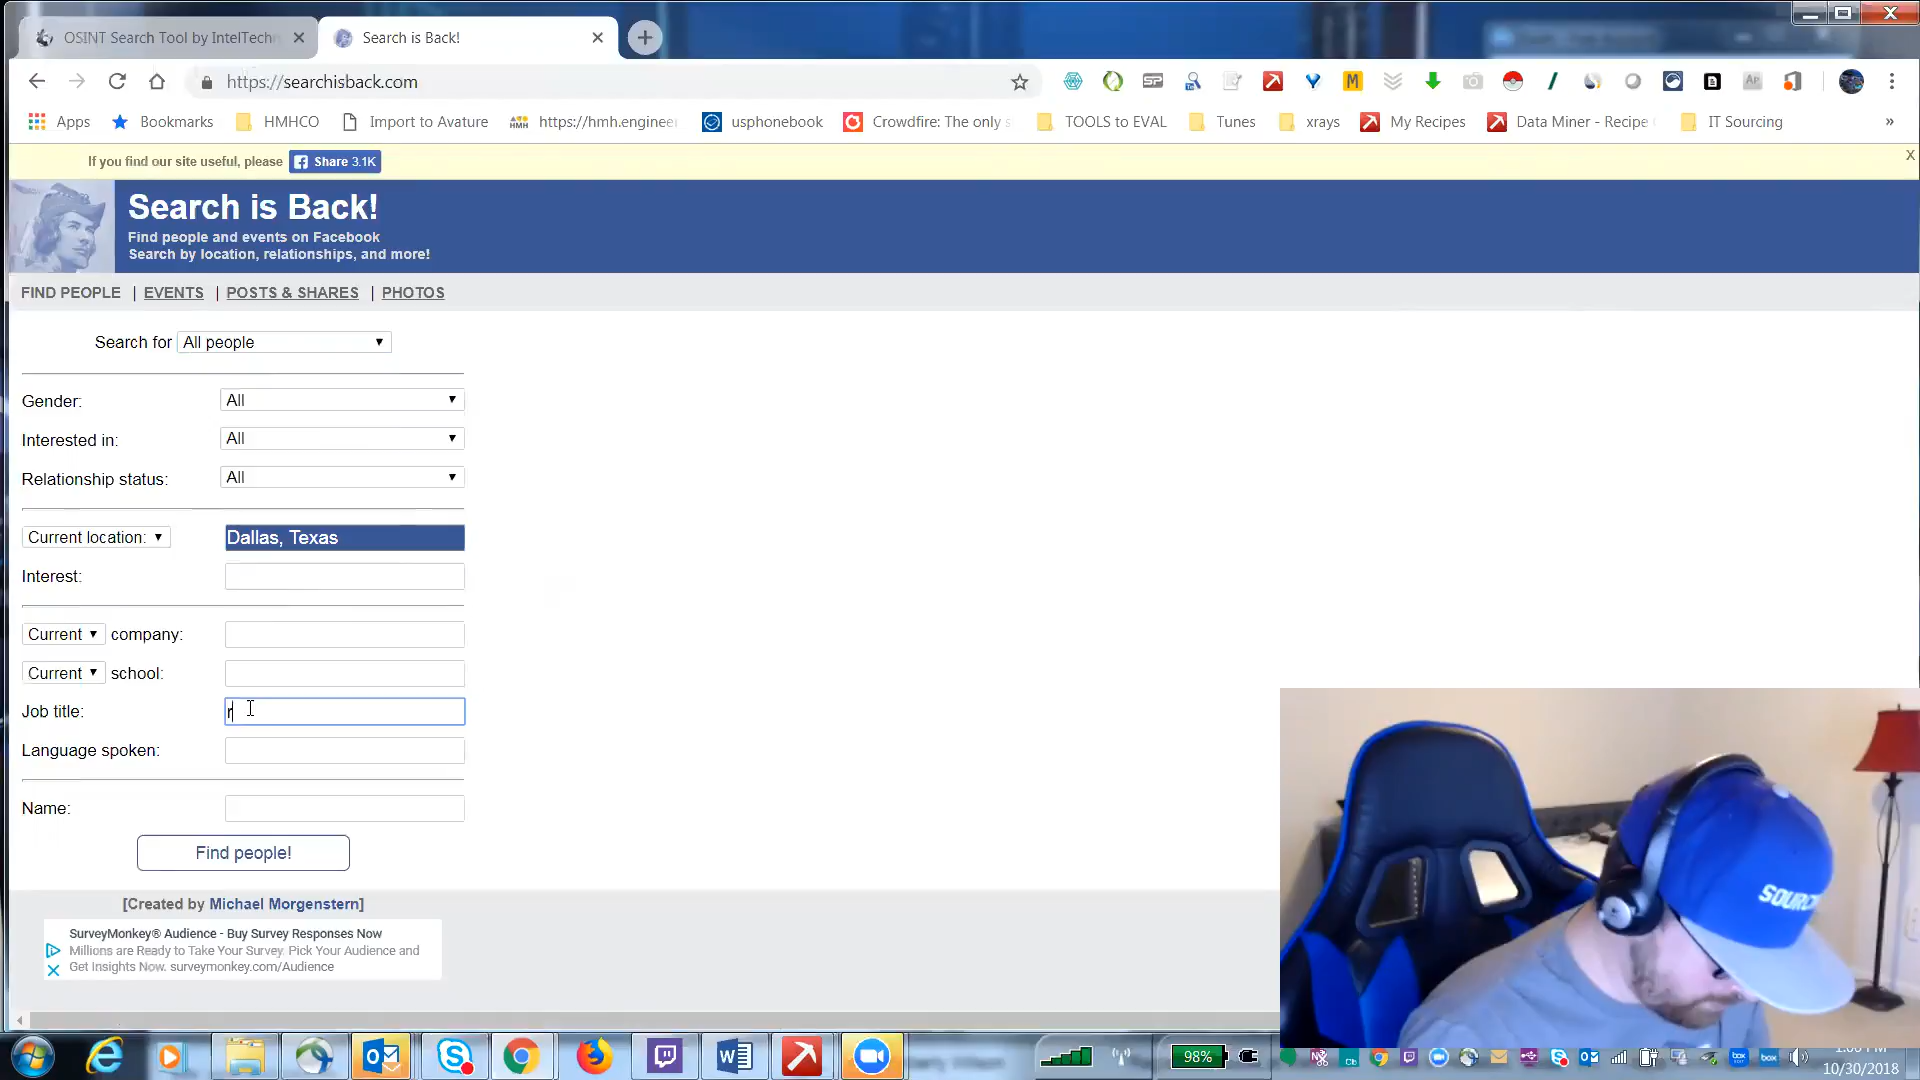 OSINT Search Tool by IntelTechn
Search is Back!
https://searchisback.com
Apps
Bookmarks
HMHCO
Import to Avature
https://hmh.engineer
usphonebook
Crowdfire: The only s
TOOLS to EVAL
Tunes
xrays
My Recipes
Data Miner - Recipe
IT Sourcing
»
If you find our site useful, please
Share 3.1K
X
Search is Back!
Find people and events on Facebook
Search by location, relationships, and more!
FIND PEOPLE | EVENTS | POSTS & SHARES | PHOTOS
Search for All people
Gender: All
Interested in: All
Relationship status: All
Current location: Dallas, Texas
Interest:
Current company:
Current school:
Job title: r
Language spoken:
Name:
Find people!
[Created by Michael Morgenstern]
SurveyMonkey® Audience - Buy Survey Responses Now
Millions are Ready to Take Your Survey. Pick Your Audience and
Get Insights Now. surveymonkey.com/Audience
98%
10/30/2018